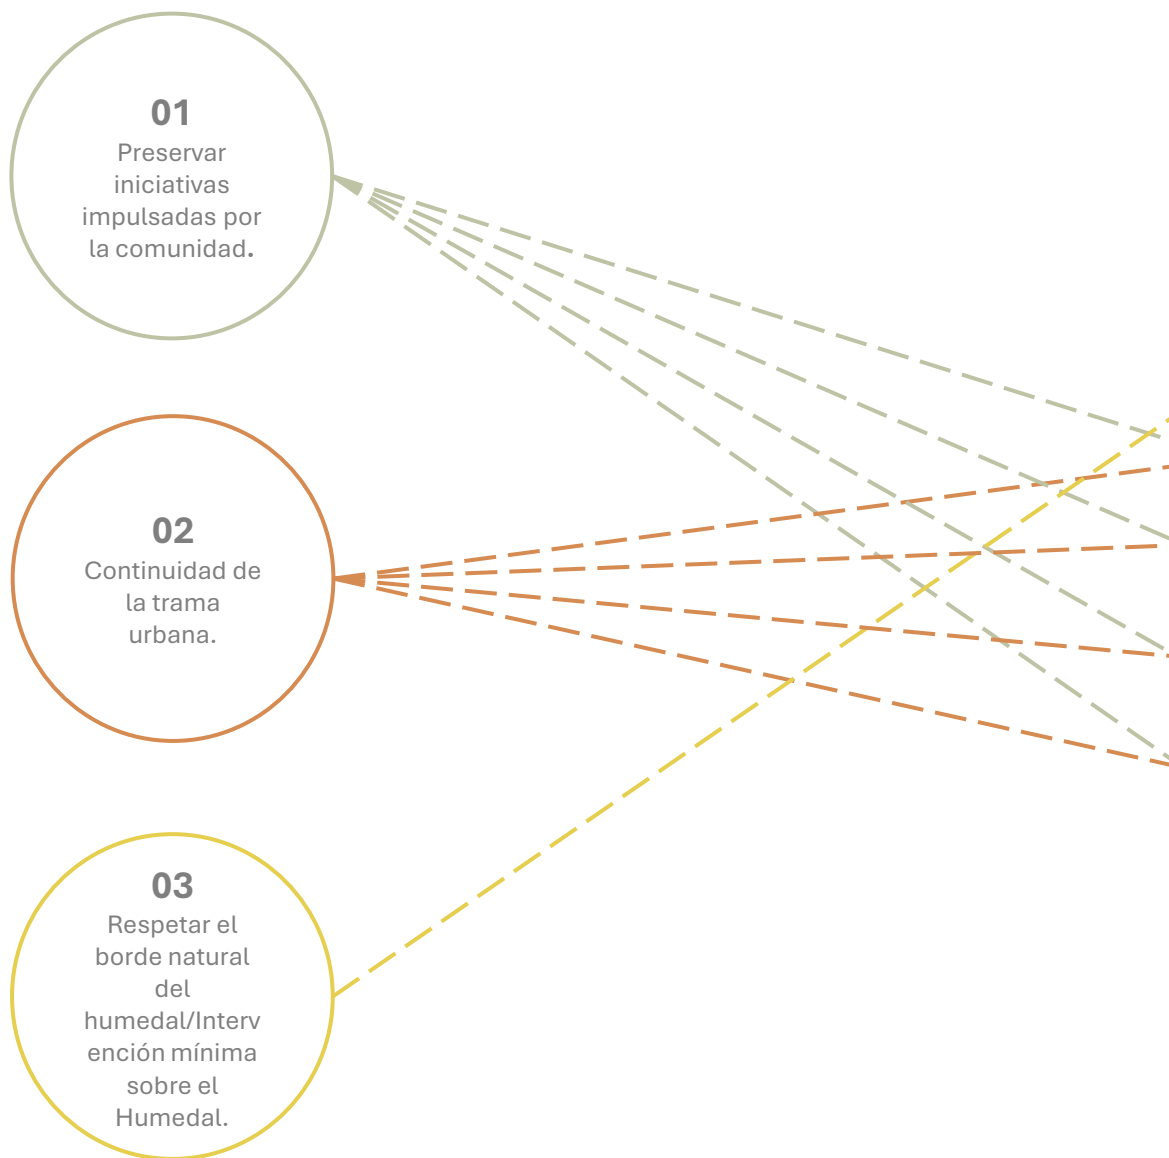 01
Preservar
iniciativas
impulsadas por
la comunidad.
02
Continuidad de
la trama
urbana.
03
Respetar el
borde natural
del
humedal/Interv
ención mínima
sobre el
Humedal.